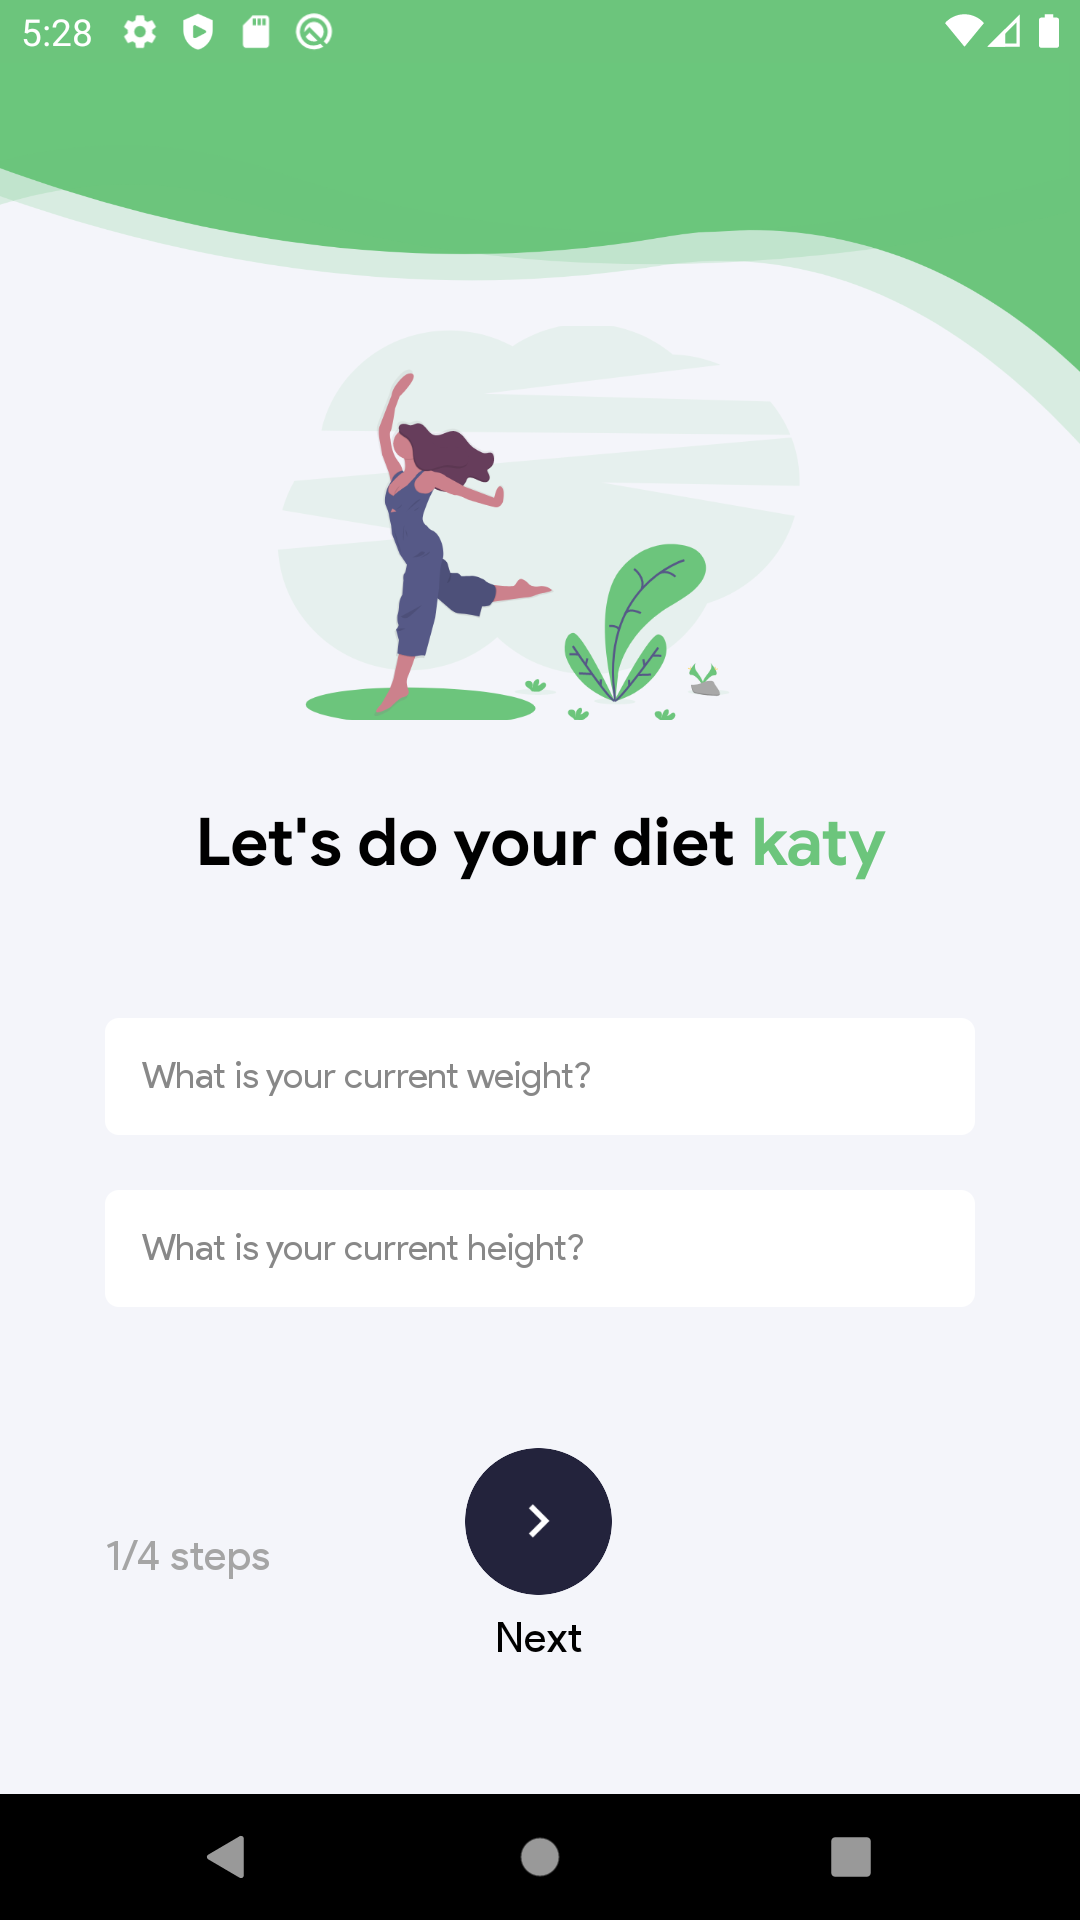 5:28
Let's do your diet katy
What is your current weight?
What is your current height?
1/4 steps
Next